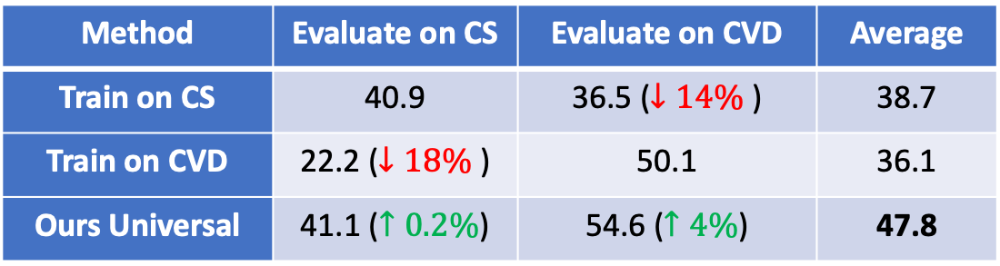 Method Evaluate on CS Evaluate on CVD Average
Train on CS 40.9 36.5 (↓ 14% ) 38.7
Train on CVD 22.2 (↓ 18% ) 50.1 36.1
Ours Universal 41.1 (↑ 0.2%) 54.6 (↑ 4%) 47.8